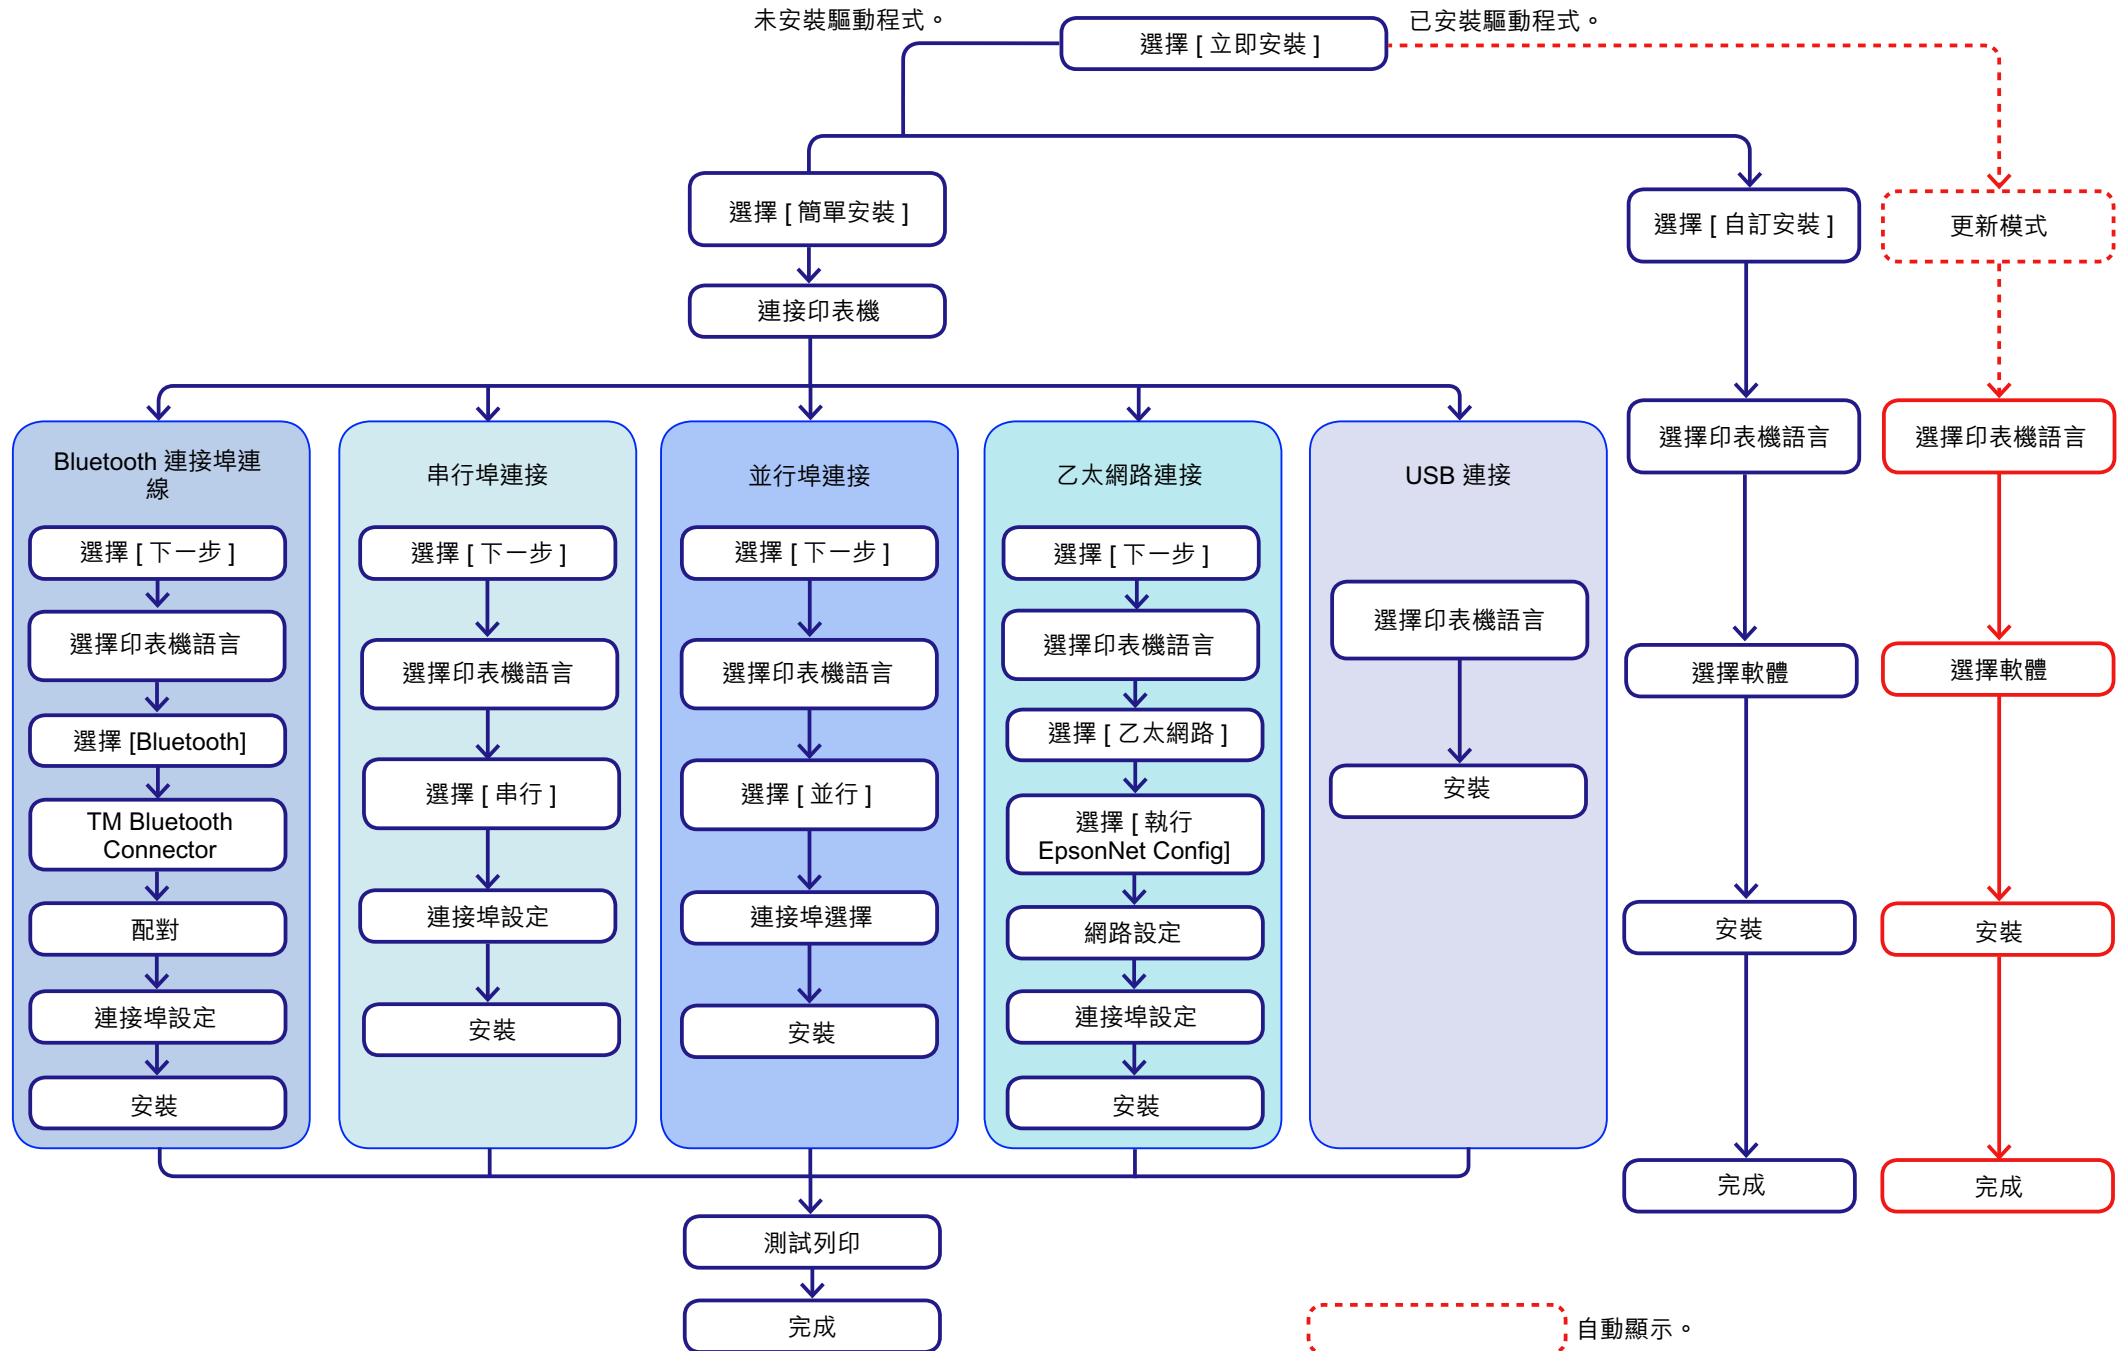 未安裝驅動程式。
選擇 [ 立即安裝 ]
已安裝驅動程式。
選擇 [ 簡單安裝 ]
選擇 [ 自訂安裝 ]
更新模式
連接印表機
Bluetooth 連接埠連
線
選擇 [ 下一步 ]
選擇印表機語言
選擇 [Bluetooth]
TM Bluetooth
Connector
配對
連接埠設定
安裝
串行埠連接
選擇 [ 下一步 ]
選擇印表機語言
選擇 [ 串行 ]
連接埠設定
安裝
並行埠連接
選擇 [ 下一步 ]
選擇印表機語言
選擇 [ 並行 ]
連接埠選擇
安裝
乙太網路連接
選擇 [ 下一步 ]
選擇印表機語言
選擇 [ 乙太網路 ]
選擇 [ 執行
EpsonNet Config]
網路設定
連接埠設定
安裝
USB 連接
選擇印表機語言
安裝
選擇印表機語言
選擇軟體
安裝
完成
選擇印表機語言
選擇軟體
安裝
完成
測試列印
完成
自動顯示。